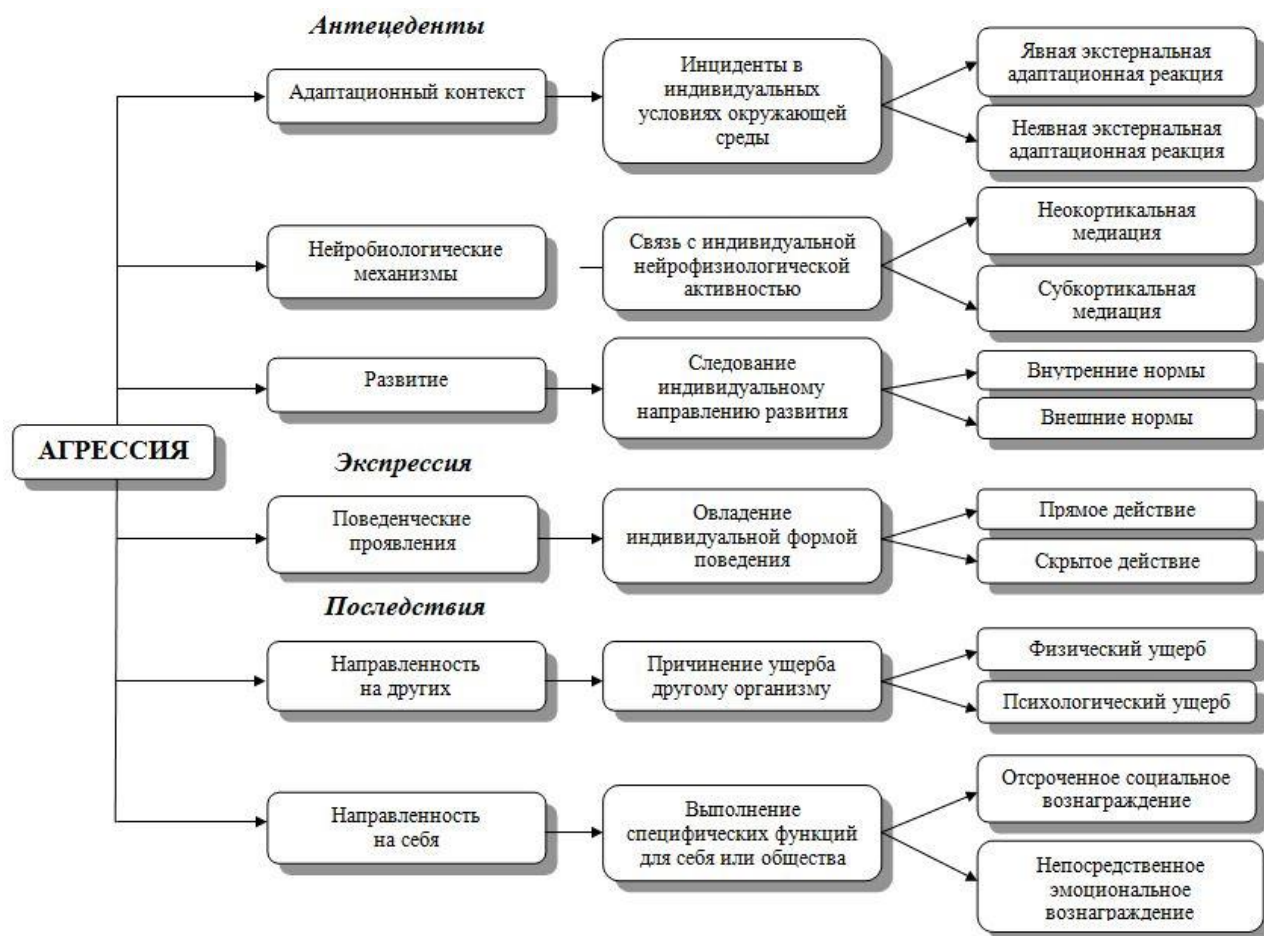 Антецеденты
Адаптационный контекст
Инциденты в
индивидуальных
условиях окружающей
среды
Явная экстернальная
адаптационная реакция
Неявная экстернальная
адаптационная реакция
Нейробиологические
механизмы
Связь с индивидуальной
нейрофизиологической
активностью
Неокортикальная
медиация
Субкортикальная
медиация
Развитие
Следование
индивидуальному
направлению развития
Внутренние нормы
Внешние нормы
АГРЕССИЯ
Экспрессия
Поведенческие
проявления
Овладение
индивидуальной формой
поведения
Прямое действие
Скрытое действие
Последствия
Направленность
на других
Причинение ущерба
другому организму
Физический ущерб
Психологический ущерб
Направленность
на себя
Выполнение
специфических функций
для себя или общества
Отсроченное социальное
вознаграждение
Непосредственное
эмоциональное
вознаграждение